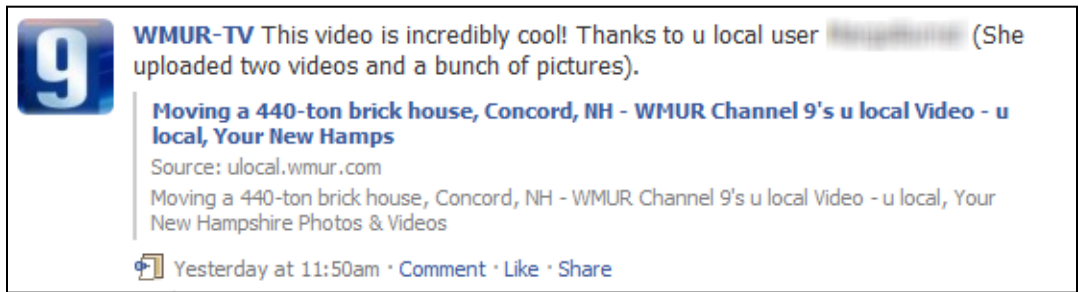 9
WMUR-TV This video is incredibly cool! Thanks to u local user (She
uploaded two videos and a bunch of pictures).
Moving a 440-ton brick house, Concord, NH - WMUR Channel 9's u local Video - u
local, Your New Hamps
Source: ulocal.wmur.com
Moving a 440-ton brick house, Concord, NH - WMUR Channel 9's u local Video - u local, Your
New Hampshire Photos & Videos
Yesterday at 11:50am · Comment · Like · Share